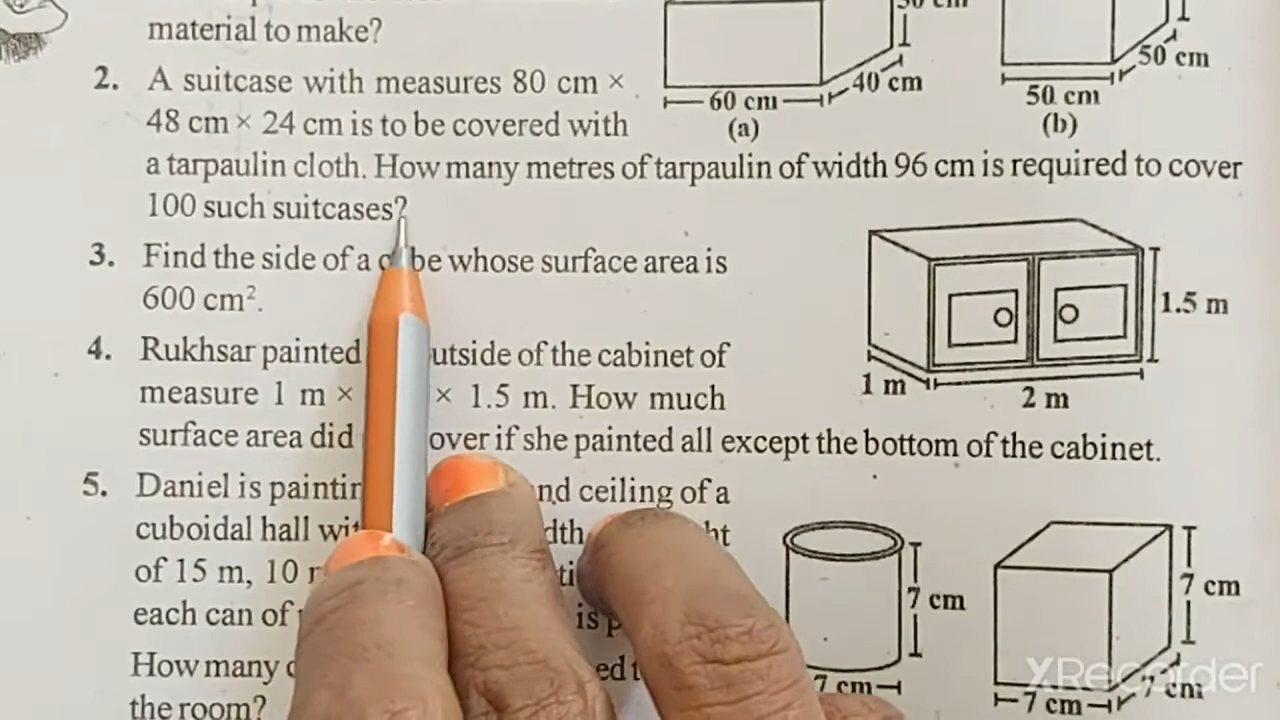 material to make?
2. A suitcase with measures 80 cm ×
48 cm × 24 cm is to be covered with
a tarpaulin cloth. How many metres of tarpaulin of width 96 cm is required to cover
100 such suitcases?
60 cm
40 cm
(a)
50 cm
50 cm
(b)
3. Find the side of a be whose surface area is
600 cm².
4. Rukhsar painted utside of the cabinet of
measure 1 m × × 1.5 m. How much
surface area did over if she painted all except the bottom of the cabinet.
1.5 m
1 m
2 m
5. Daniel is nd ceiling of a
cuboidal hall
of 15 m, 10
each can of is
How many
the room?
7 cm
7 cm
7 cm
7 cm
7 cm
XRecorder